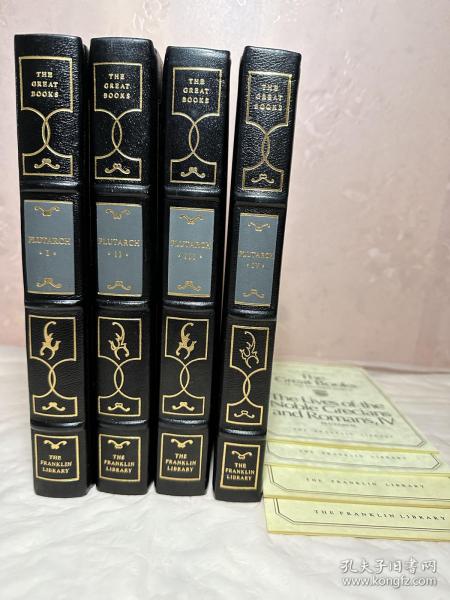 THE
GREAT
BOOKS
PLUTARCH
· I ·
THE
FRANKLIN
LIBRARY
THE
GREAT
BOOKS
PLUTARCH
· II ·
THE
FRANKLIN
LIBRARY
THE
GREAT
BOOKS
PLUTARCH
· III ·
THE
FRANKLIN
LIBRARY
THE
GREAT
BOOKS
PLUTARCH
· IV ·
THE
FRANKLIN
LIBRARY
The
Great Books
The Lives of the
Noble Grecians
and Romans, IV
THE FRANKLIN LIBRARY
THE FRANKLIN LIBRARY
THE FRANKLIN LIBRARY
孔夫子旧书网
www.kongfz.com